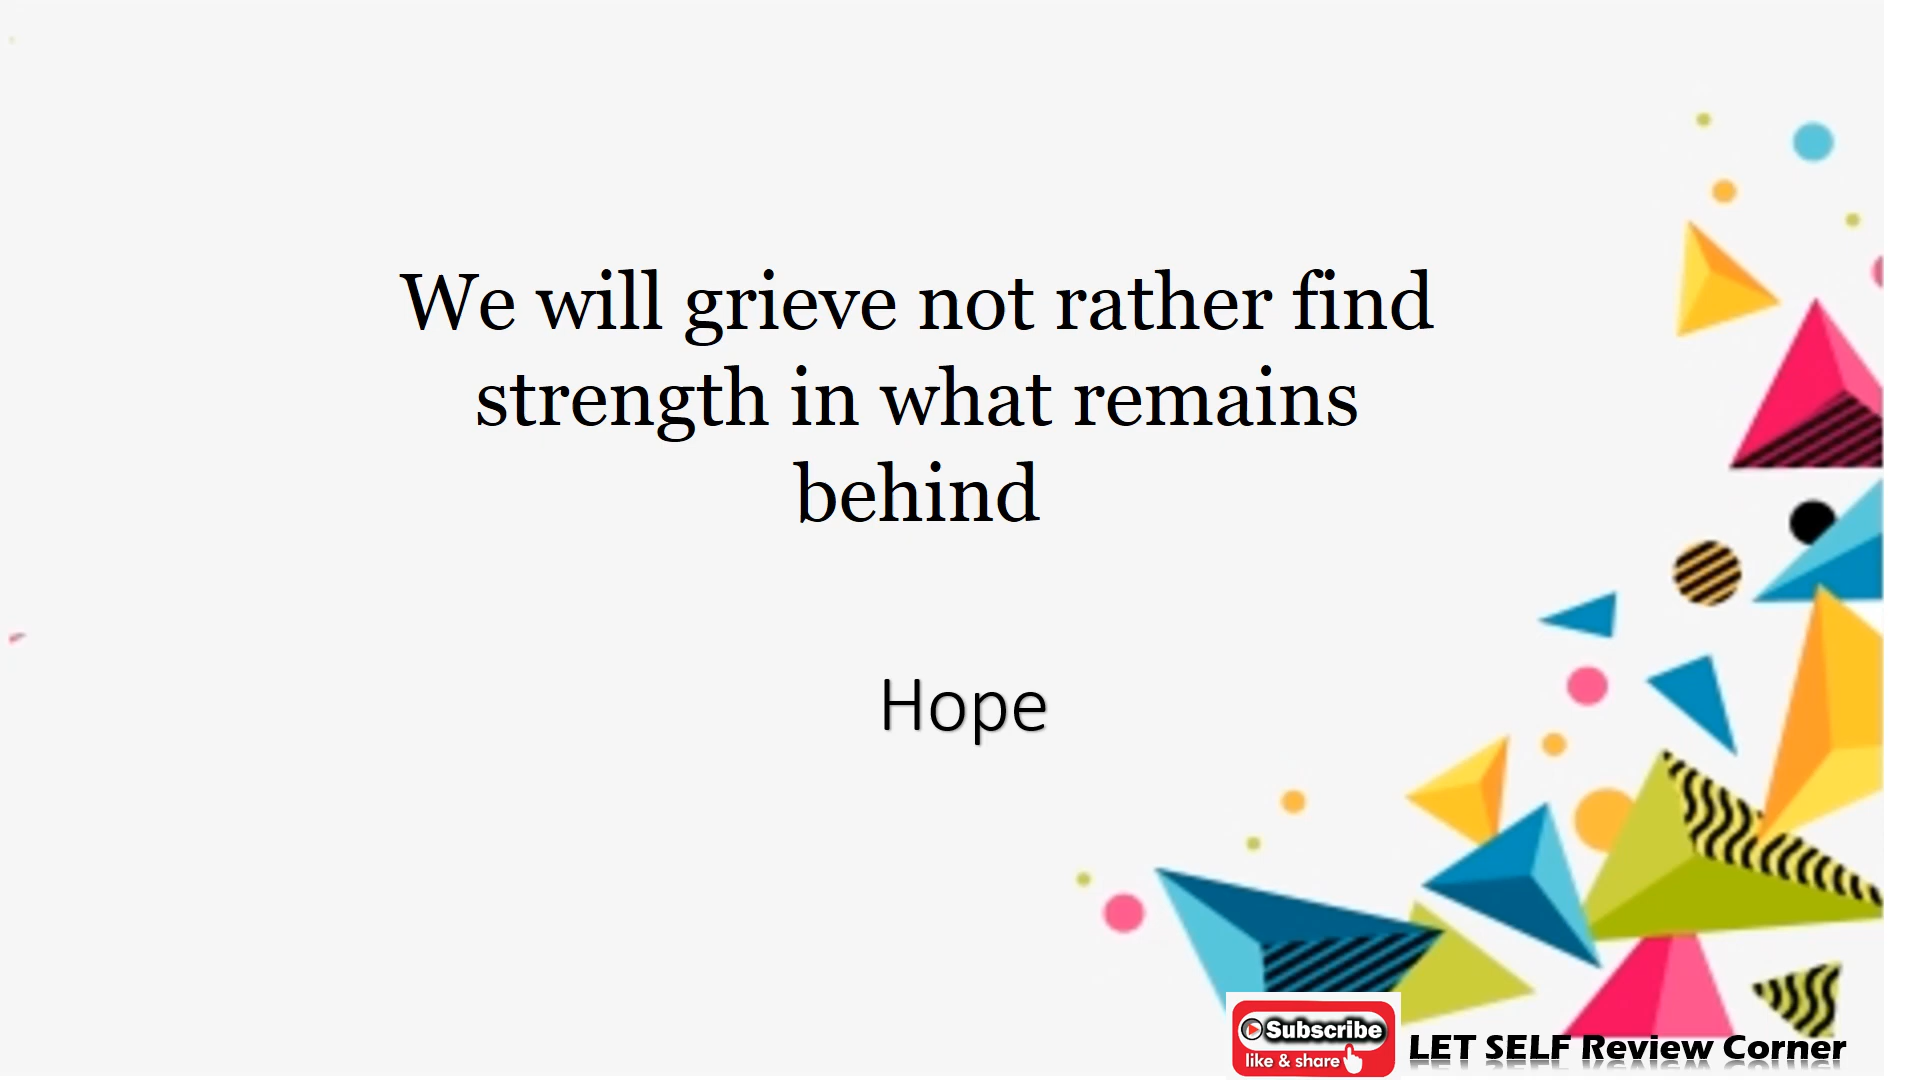 We will grieve not rather find
strength in what remains
behind
Hope
Subscribe
like & share
LET SELF Review Corner